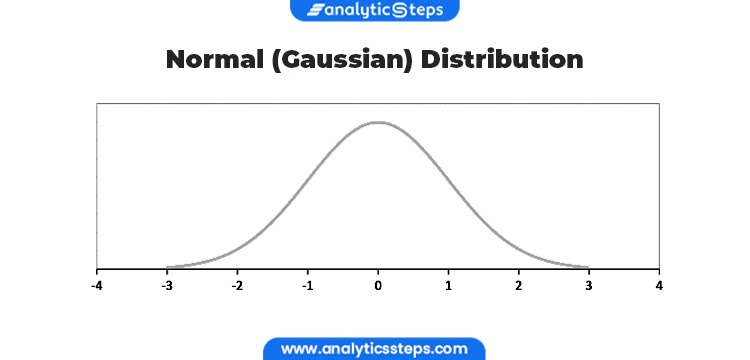 analyticSteps
Normal (Gaussian) Distribution
-4 -3 -2 -1 0 1 2 3 4
www.analyticssteps.com